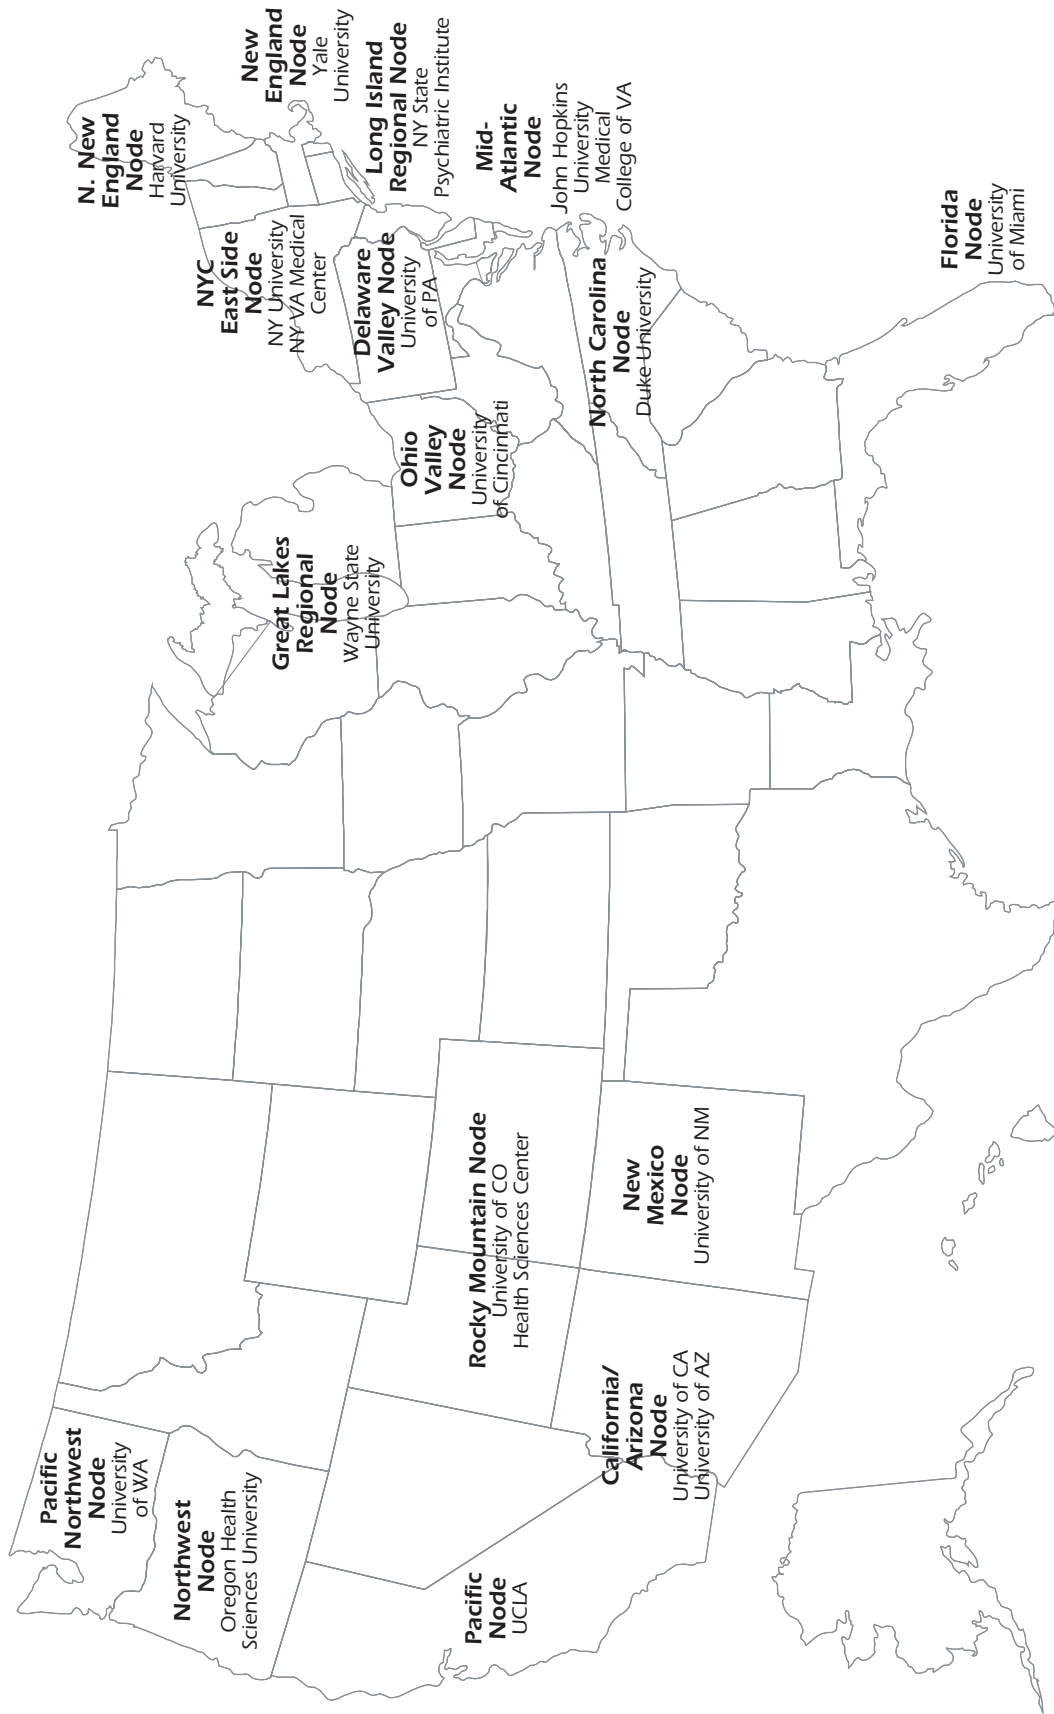 Pacific
Northwest
Node
University
of WA
Northwest
Node
Oregon Health
Sciences University
Pacific
Node
UCLA
California/
Arizona
Node
University of CA
University of AZ
Rocky Mountain Node
University of CO
Health Sciences Center
New
Mexico
Node
University of NM
Great Lakes
Regional
Node
Wayne State
University
Ohio
Valley
Node
University
of Cincinnati
N. New
England
Node
Harvard
University
NYC
East Side
Node
NY University
NY VA Medical
Center
Delaware
Valley Node
University
of PA
New
England
Node
Yale
University
Long Island
Regional Node
NY State
Psychiatric Institute
Mid-
Atlantic
Node
John Hopkins
University
Medical
College of VA
North Carolina
Node
Duke University
Florida
Node
University
of Miami